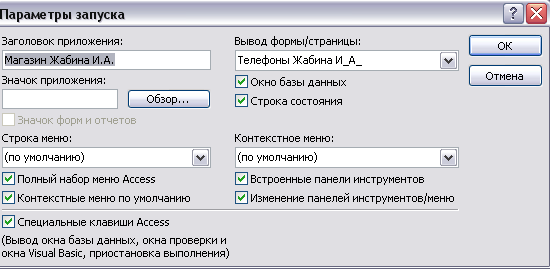 Параметры запуска
Заголовок приложения:
Магазин Жабина И.А.
Вывод формы/страницы:
Телефоны Жабина И_А_
OK
Значок приложения:
Обзор...
Окно базы данных
Отмена
Строка состояния
Значок форм и отчетов
Строка меню:
(по умолчанию)
Контекстное меню:
(по умолчанию)
Полный набор меню Access
Встроенные панели инструментов
Контекстные меню по умолчанию
Изменение панелей инструментов/меню
Специальные клавиши Access
(Вывод окна базы данных, окна проверки и
окна Visual Basic, приостановка выполнения)